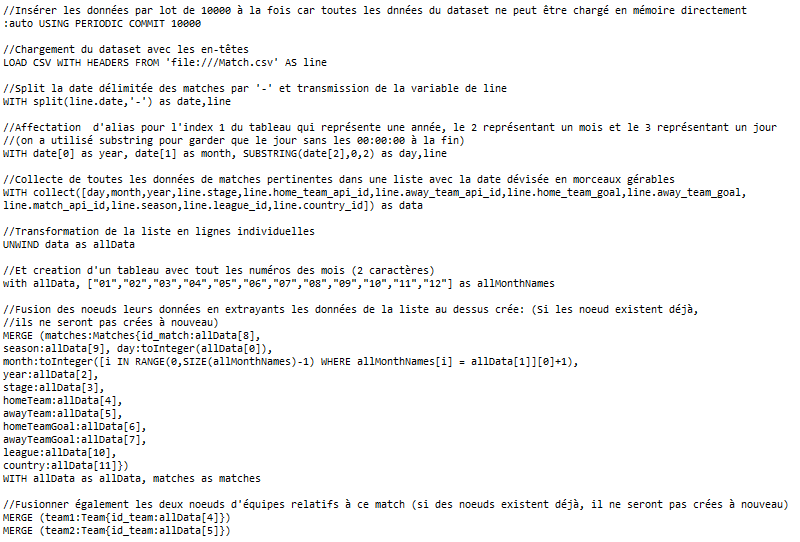 //Insérer les données par lot de 10000 à la fois car toutes les dnnées du dataset ne peut être chargé en mémoire directement
:auto USING PERIODIC COMMIT 10000
//Chargement du dataset avec les en-têtes
LOAD CSV WITH HEADERS FROM 'file:///Match.csv' AS line
//Split la date délimitée des matches par '-' et transmission de la variable de line
WITH split(line.date,'-') as date,line
//Affectation  d'alias pour l'index 1 du tableau qui représente une année, le 2 représentant un mois et le 3 représentant un jour
//(on a utilisé substring pour garder que le jour sans les 00:00:00 à la fin)
WITH date[0] as year, date[1] as month, SUBSTRING(date[2],0,2) as day,line
//Collecte de toutes les données de matches pertinentes dans une liste avec la date dévisée en morceaux gérables
WITH collect([day,month,year,line.stage,line.home_team_api_id,line.away_team_api_id,line.home_team_goal,line.away_team_goal,
line.match_api_id,line.season,line.league_id,line.country_id]) as data
//Transformation de la liste en lignes individuelles
UNWIND data as allData
//Et creation d'un tableau avec tout les numéros des mois (2 caractères)
with allData, ["01","02","03","04","05","06","07","08","09","10","11","12"] as allMonthNames
//Fusion des noeuds leurs données en extrayants les données de la liste au dessus crée: (Si les noeud existent déjà,
//ils ne seront pas crées à nouveau)
MERGE (matches:Matches{id_match:allData[8],
season:allData[9], day:toInteger(allData[0]),
month:toInteger([i IN RANGE(0,SIZE(allMonthNames)-1) WHERE allMonthNames[i] = allData[1]][0]+1),
year:allData[2],
stage:allData[3],
homeTeam:allData[4],
awayTeam:allData[5],
homeTeamGoal:allData[6],
awayTeamGoal:allData[7],
league:allData[10],
country:allData[11]})
WITH allData as allData, matches as matches
//Fusionner également les deux noeuds d'équipes relatifs à ce match (si des noeuds existent déjà, il ne seront pas crées à nouveau)
MERGE (team1:Team{id_team:allData[4]})
MERGE (team2:Team{id_team:allData[5]})